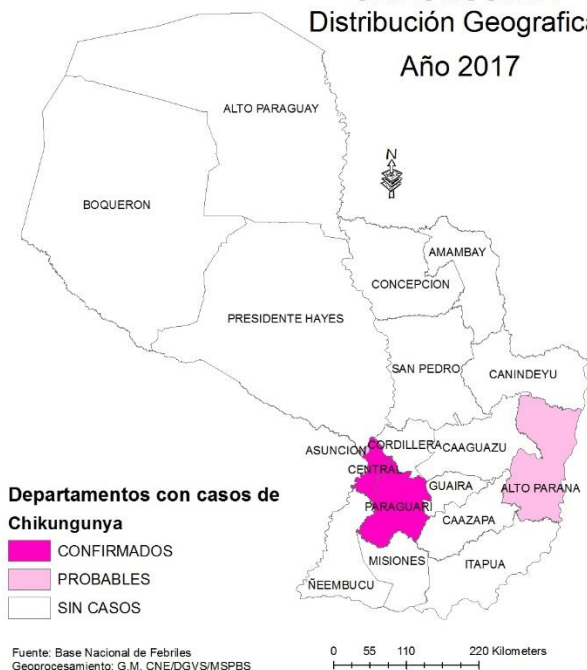 Distribución Geografica
Año 2017
N
ALTO PARAGUAY
BOQUERON
AMAMBAY
CONCEPCION
PRESIDENTE HAYES
SAN PEDRO
CANINDEYU
ASUNCION
CORDILLERA
CAAGUAZU
CENTRAL
GUAIRA
ALTO PARANA
PARAGUARI
CAAZAPA
MISIONES
ITAPUA
ÑEEMBUCU
Departamentos con casos de
Chikungunya
CONFIRMADOS
PROBABLES
SIN CASOS
Fuente: Base Nacional de Febriles
Geoprocesamiento: G.M. CNE/DGVS/MSPBS
0 55 110 220 Kilometers